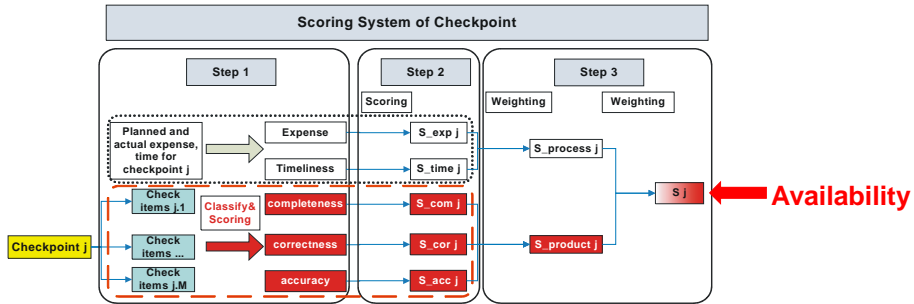 Scoring System of Checkpoint
Step 1
Step 2
Step 3
Scoring
Weighting
Weighting
Planned and
actual expense,
time for
checkpoint j
Expense
S_exp j
Timeliness
S_time j
S_process j
Check
items j.1
Classify&
Scoring
completeness
S_com j
S j
Availability
Checkpoint j
Check
items ...
correctness
S_cor j
S_product j
Check
items j.M
accuracy
S_acc j